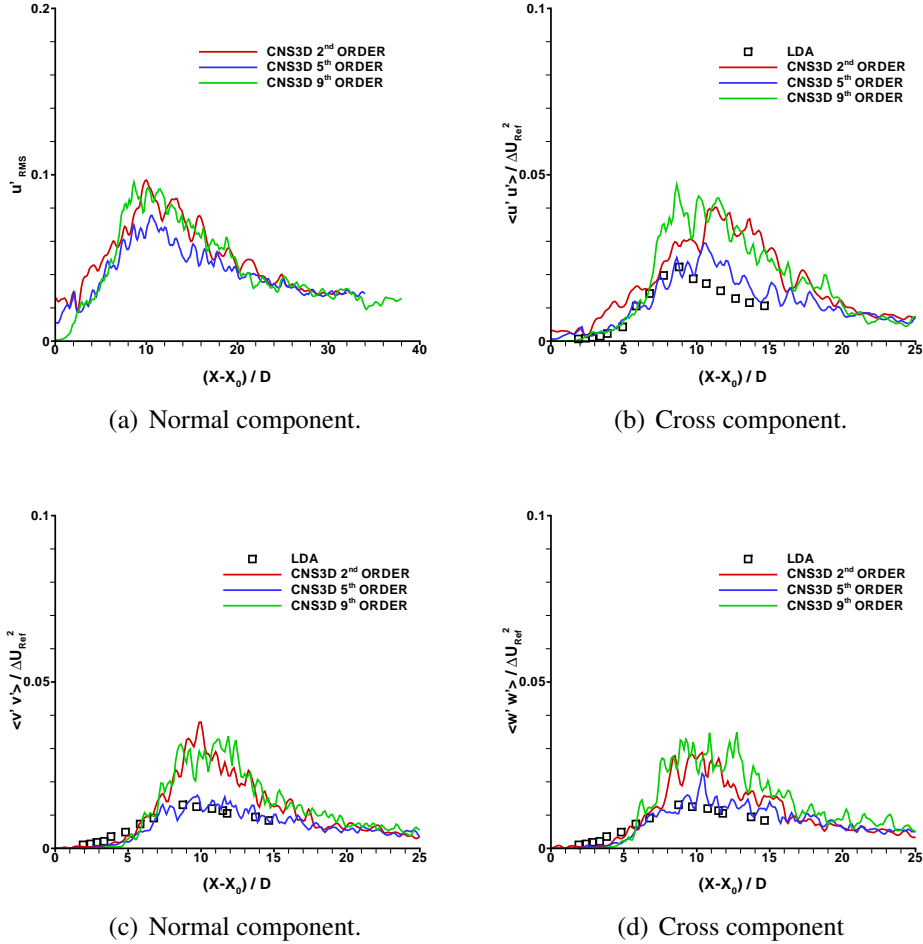 0.2
CNS3D 2nd ORDER
CNS3D 5th ORDER
CNS3D 9th ORDER
u' RMS
0.1
0
0 10 20 30 40
(X-X0) / D
(a) Normal component.
0.1
LDA
CNS3D 2nd ORDER
CNS3D 5th ORDER
CNS3D 9th ORDER
<u' u'> / ΔURef2
0.05
0
0 5 10 15 20 25
(X-X0) / D
(b) Cross component.
0.1
LDA
CNS3D 2nd ORDER
CNS3D 5th ORDER
CNS3D 9th ORDER
<v' v'> / ΔURef2
0.05
0
0 5 10 15 20 25
(X-X0) / D
(c) Normal component.
0.1
LDA
CNS3D 2nd ORDER
CNS3D 5th ORDER
CNS3D 9th ORDER
<w' w'> / ΔURef2
0.05
0
0 5 10 15 20 25
(X-X0) / D
(d) Cross component